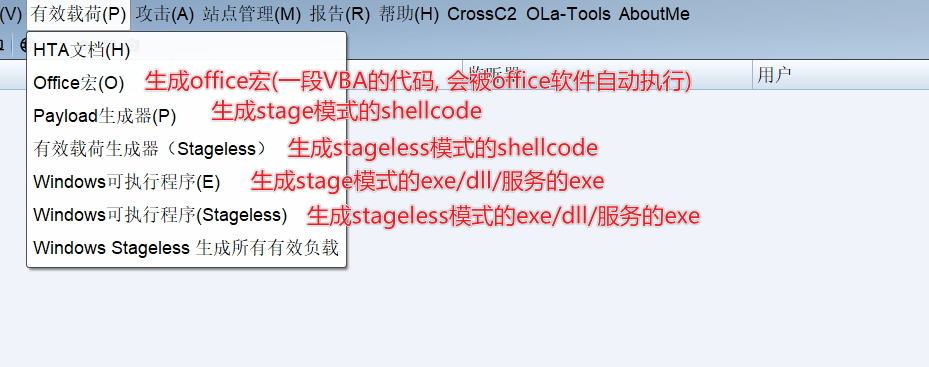 (V) 有效载荷(P) 攻击(A) 站点管理(M) 报告(R) 帮助(H) CrossC2 OLa-Tools AboutMe
HTA文档(H)
监听器 用户
Office宏(O) 生成office宏(一段VBA的代码, 会被office软件自动执行)
Payload生成器(P) 生成stage模式的shellcode
有效载荷生成器（Stageless） 生成stageless模式的shellcode
Windows可执行程序(E) 生成stage模式的exe/dll/服务的exe
Windows可执行程序(Stageless) 生成stageless模式的exe/dll/服务的exe
Windows Stageless 生成所有有效负载